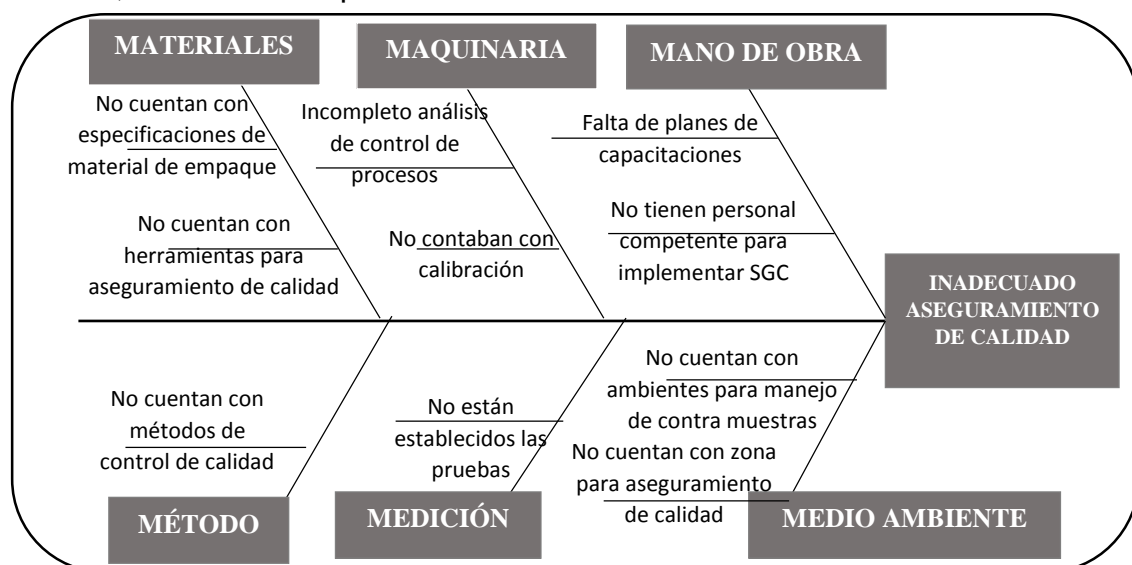 MATERIALES
MAQUINARIA
MANO DE OBRA
No cuentan con
especificaciones de
material de empaque
No cuentan con
herramientas para
aseguramiento de calidad
Incompleto análisis
de control de
procesos
No contaban con
calibración
Falta de planes de
capacitaciones
No tienen personal
competente para
implementar SGC
INADECUADO
ASEGURAMIENTO
DE CALIDAD
No cuentan con
métodos de
control de calidad
No están
establecidos las
pruebas
No cuentan con
ambientes para manejo
de contra muestras
No cuentan con zona
para aseguramiento
de calidad
MÉTODO
MEDICIÓN
MEDIO AMBIENTE